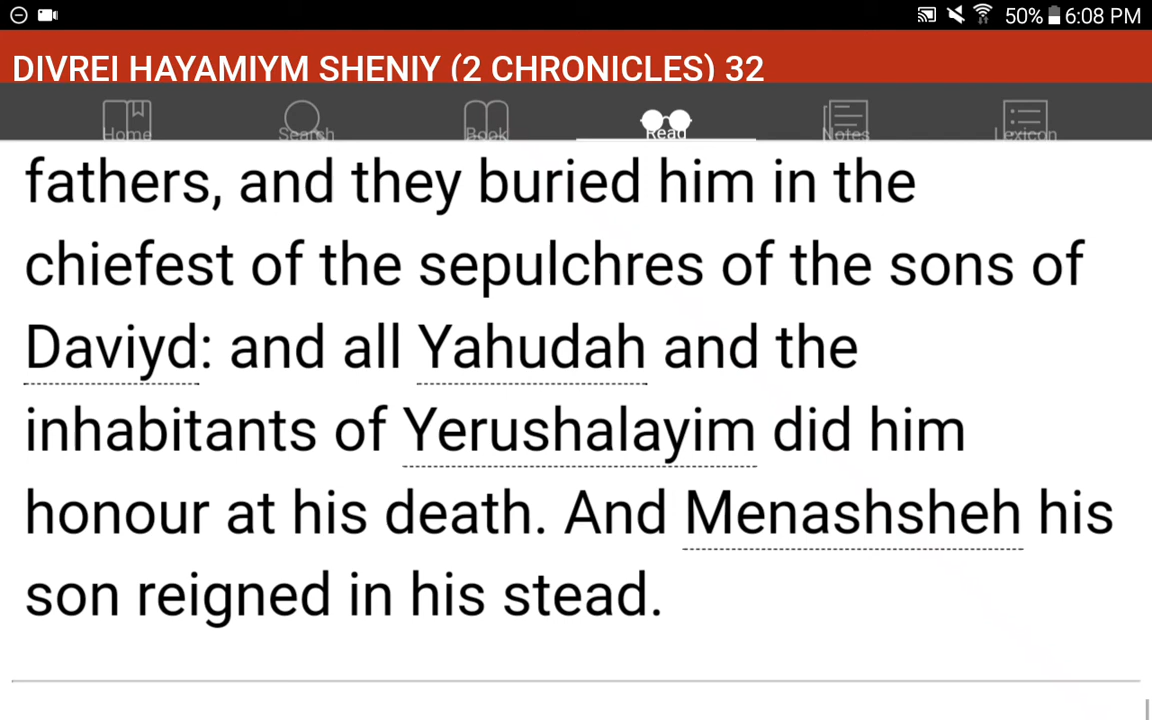 50% 6:08 PM
DIVREI HAYAMIYM SHENIY (2 CHRONICLES) 32
Home Search Book Read Notes Lexicon
fathers, and they buried him in the
chiefest of the sepulchres of the sons of
Daviyd: and all Yahudah and the
inhabitants of Yerushalayim did him
honour at his death. And Menashsheh his
son reigned in his stead.